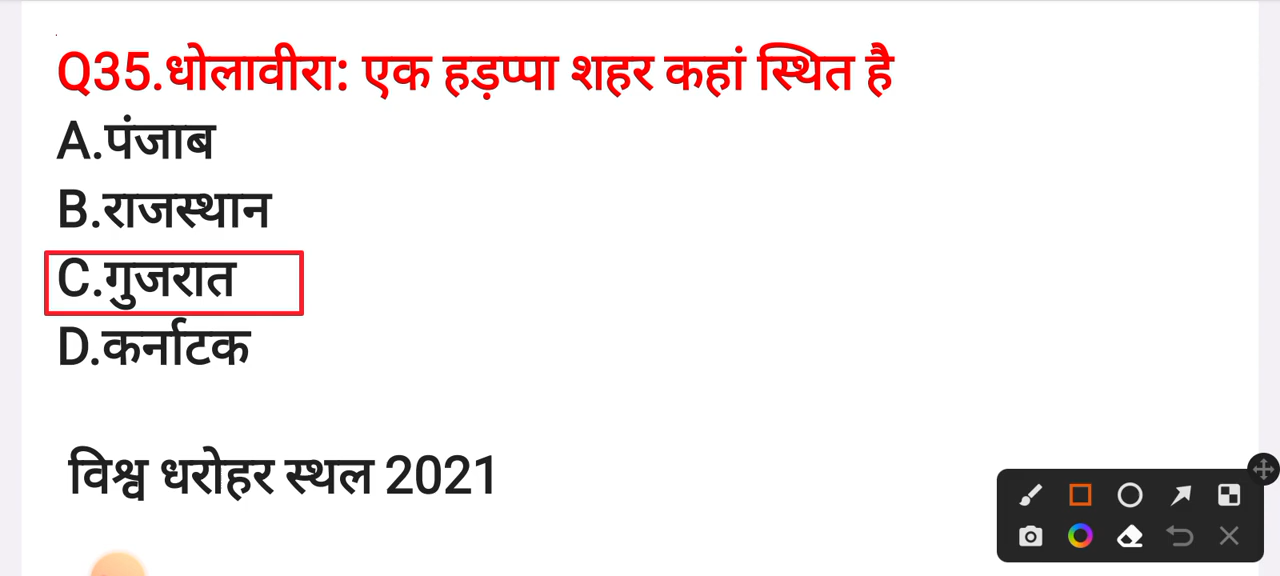 Q35.धोलावीरा: एक हड़प्पा शहर कहां स्थित है
A.पंजाब
B.राजस्थान
C.गुजरात
D.कर्नाटक
विश्व धरोहर स्थल 2021